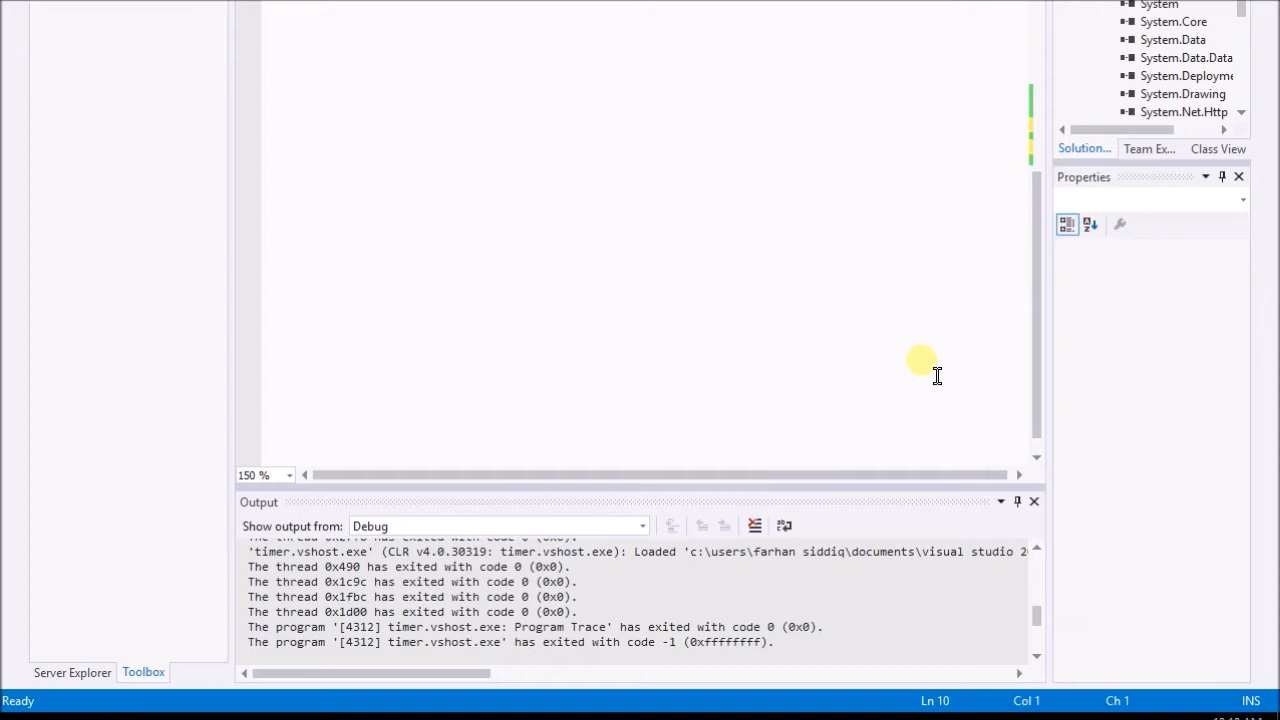 System
System.Core
System.Data
System.Data.Data
System.Deployme
System.Drawing
System.Net.Http
Solution... Team Ex... Class View
Properties
150 %
Output
Show output from: Debug
has exited with code 0 (0x0).
'timer.vshost.exe' (CLR v4.0.30319: timer.vshost.exe): Loaded 'c:\users\farhan siddiq\documents\visual studio 2
The thread 0x490 has exited with code 0 (0x0).
The thread 0x1c9c has exited with code 0 (0x0).
The thread 0x1fbc has exited with code 0 (0x0).
The thread 0x1d00 has exited with code 0 (0x0).
The program '[4312] timer.vshost.exe: Program Trace' has exited with code 0 (0x0).
The program '[4312] timer.vshost.exe' has exited with code -1 (0xffffffff).
Server Explorer Toolbox
Ready Ln 10 Col 1 Ch 1 INS